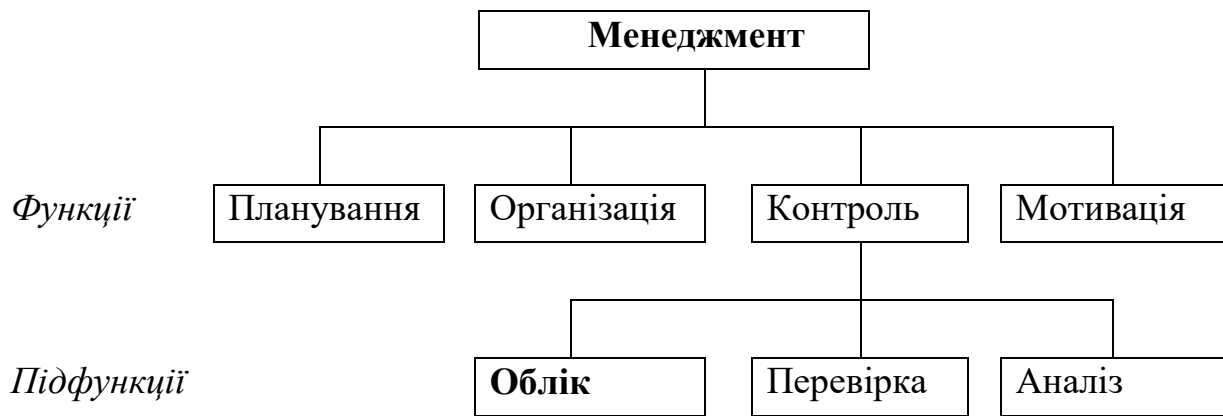 Менеджмент
Функції Планування Організація Контроль Мотивація
Підфункції Облік Перевірка Аналіз